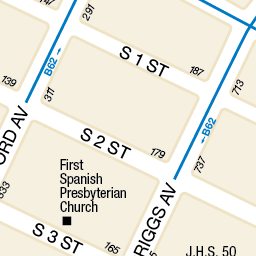 291
B62
S 1 ST
187
139
311
713
B62
ORD AV
S 2 ST
179
737
First
Spanish
Presbyterian
Church
333
RIGGS AV
S 3 ST
165
J.H.S. 50